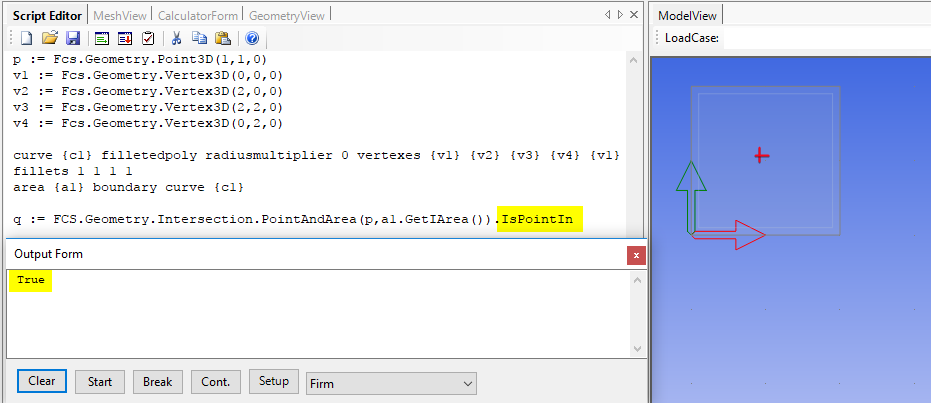 Script Editor MeshView CalculatorForm GeometryView
p := Fcs.Geometry.Point3D(1,1,0)
v1 := Fcs.Geometry.Vertex3D(0,0,0)
v2 := Fcs.Geometry.Vertex3D(2,0,0)
v3 := Fcs.Geometry.Vertex3D(2,2,0)
v4 := Fcs.Geometry.Vertex3D(0,2,0)
curve {c1} filletedpoly radiusmultiplier 0 vertexes {v1} {v2} {v3} {v4} {v1}
fillets 1 1 1 1
area {a1} boundary curve {c1}
q := FCS.Geometry.Intersection.PointAndArea(p,a1.GetIArea()).IsPointIn
Output Form x
True
Clear Start Break Cont. Setup Firm
ModelView
LoadCase: